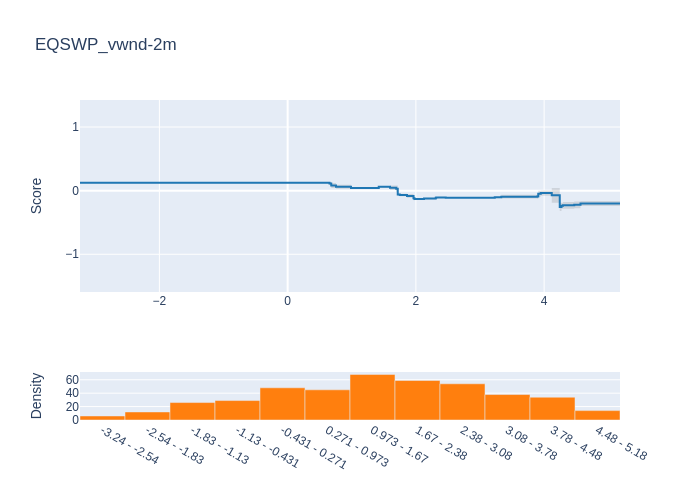 EQSWP_vwnd-2m
Score
1
0
−1
−2
0
2
4
Density
60
40
20
0
-3.24 - -2.54
-2.54 - -1.83
-1.83 - -1.13
-1.13 - -0.431
-0.431 - 0.271
0.271 - 0.973
0.973 - 1.67
1.67 - 2.38
2.38 - 3.08
3.08 - 3.78
3.78 - 4.48
4.48 - 5.18